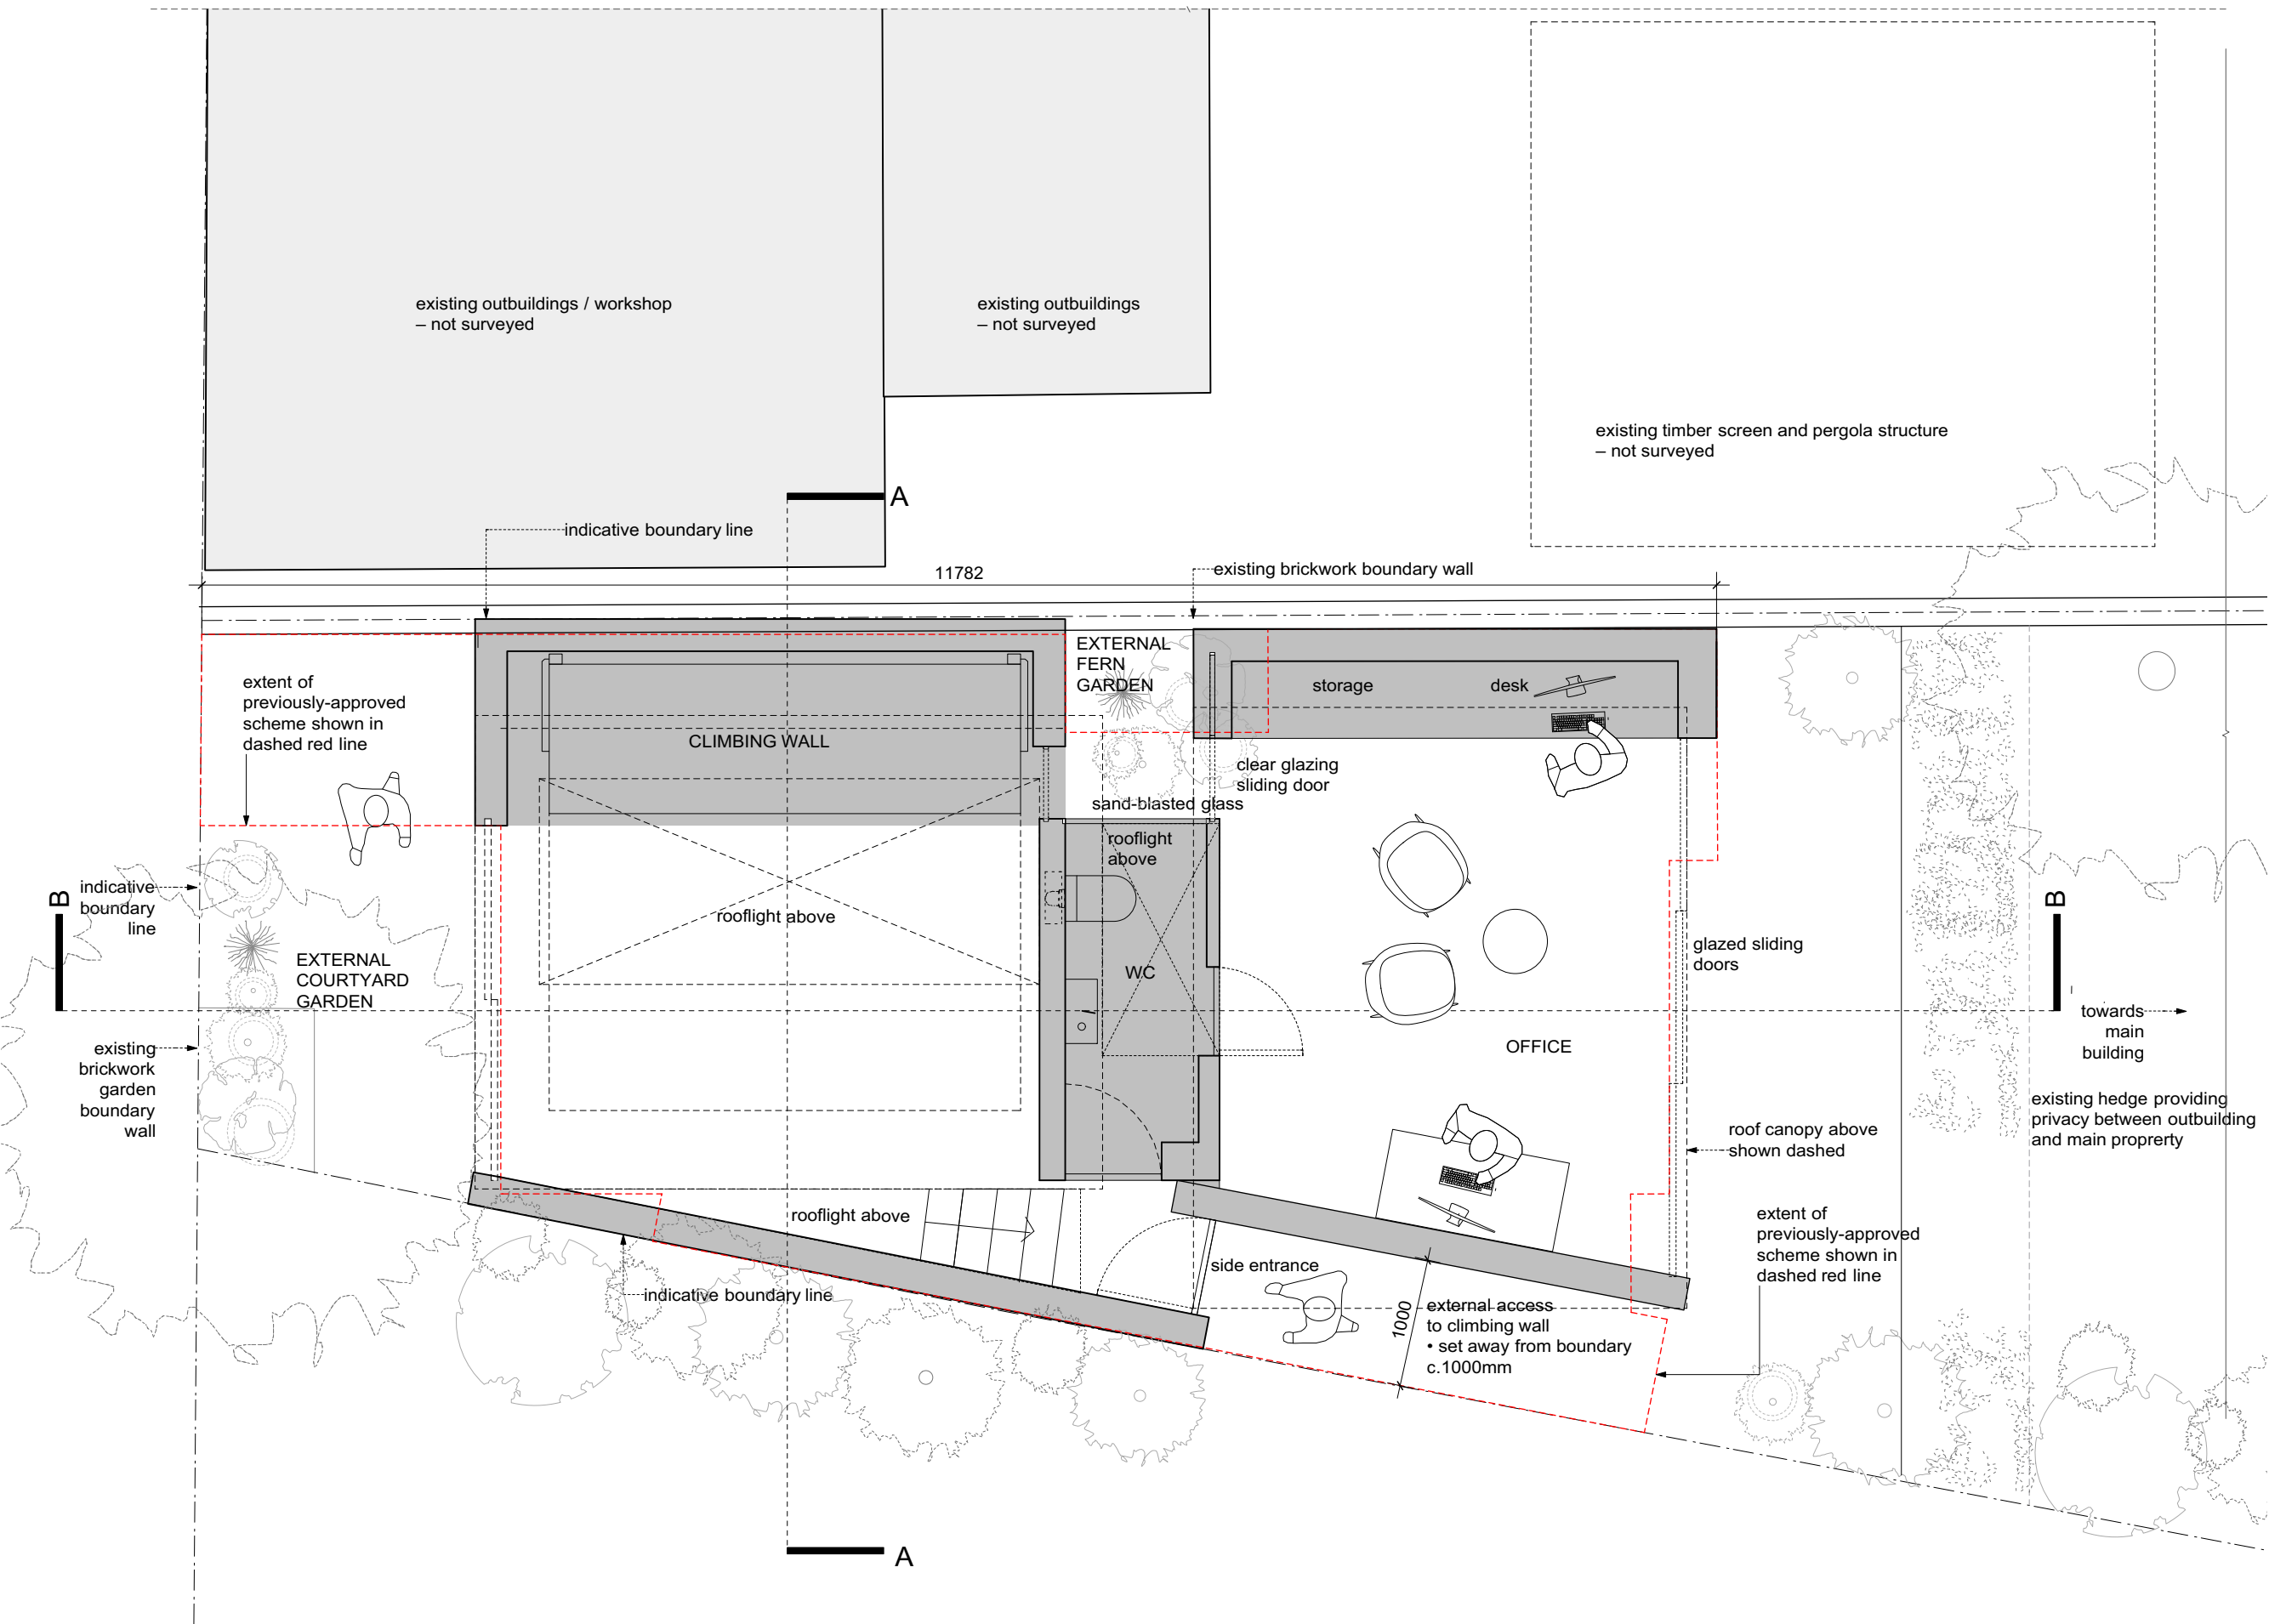 existing outbuildings / workshop
– not surveyed
existing outbuildings
– not surveyed
existing timber screen and pergola structure
– not surveyed
A
indicative boundary line
11782
existing brickwork boundary wall
EXTERNAL
FERN
GARDEN
extent of
previously-approved
scheme shown in
dashed red line
storage
desk
CLIMBING WALL
clear glazing
sliding door
sand-blasted glass
rooflight
above
B
indicative
boundary
line
rooflight above
B
glazed sliding
doors
EXTERNAL
COURTYARD
GARDEN
WC
towards
main
building
existing
brickwork
garden
boundary
wall
OFFICE
existing hedge providing
privacy between outbuilding
and main proprerty
roof canopy above
shown dashed
rooflight above
extent of
previously-approved
scheme shown in
dashed red line
side entrance
indicative boundary line
1000
external access
to climbing wall
• set away from boundary
c.1000mm
A